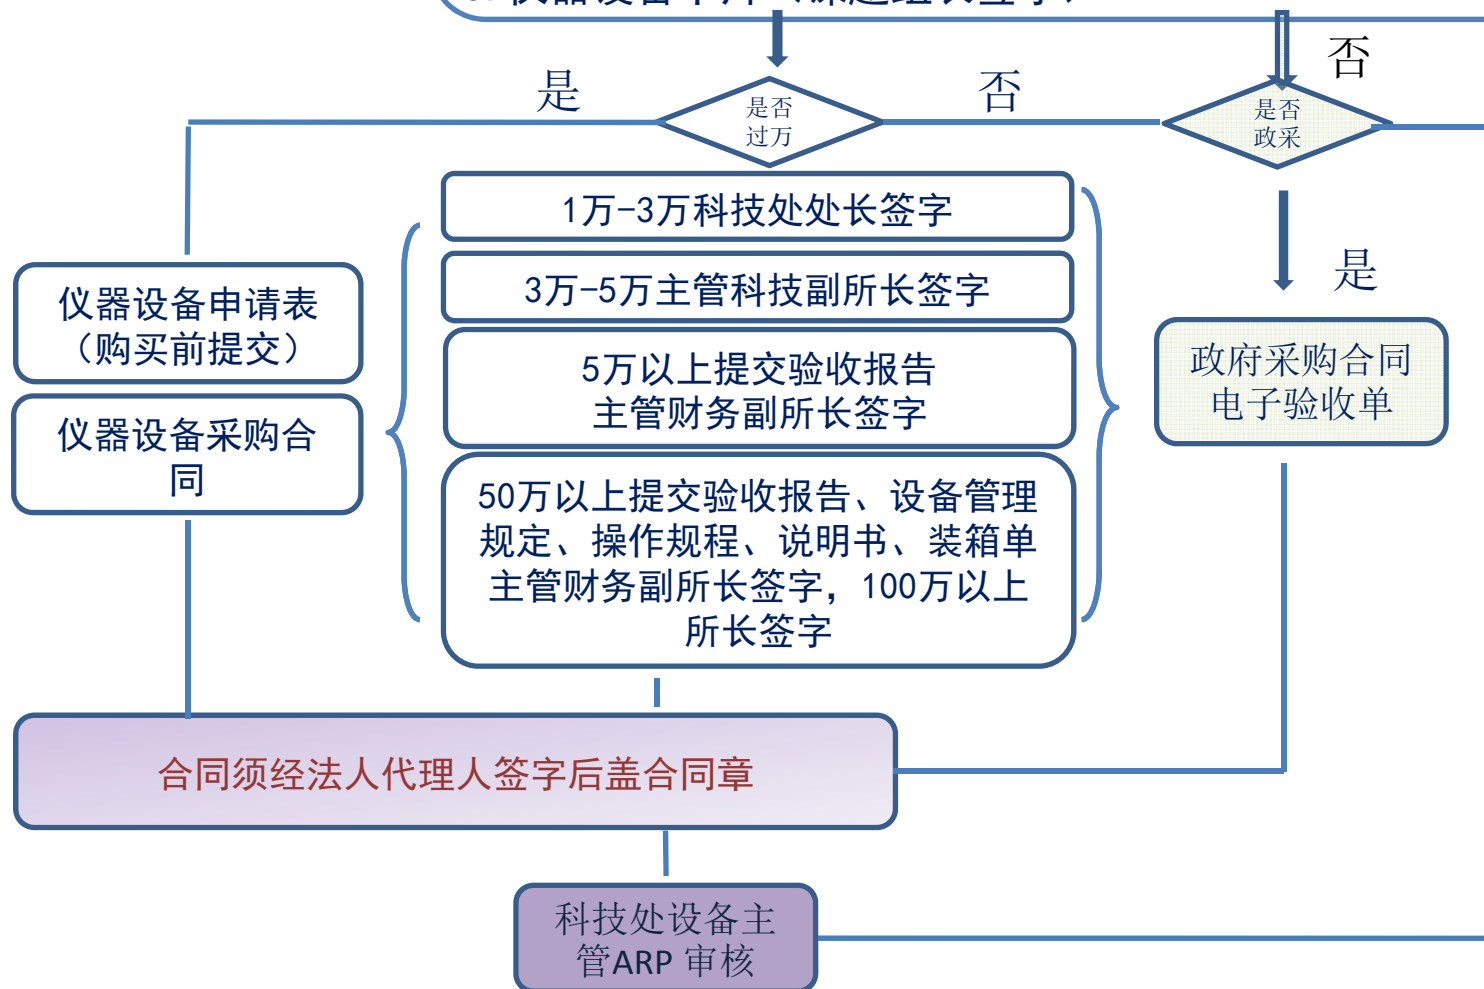 否
是
是否
过万
否
是否
政采
1万-3万科技处处长签字
3万-5万主管科技副所长签字
是
仪器设备申请表
（购买前提交）
5万以上提交验收报告
主管财务副所长签字
政府采购合同
电子验收单
仪器设备采购合
同
50万以上提交验收报告、设备管理
规定、操作规程、说明书、装箱单
主管财务副所长签字，100万以上
所长签字
合同须经法人代理人签字后盖合同章
科技处设备主
管ARP 审核